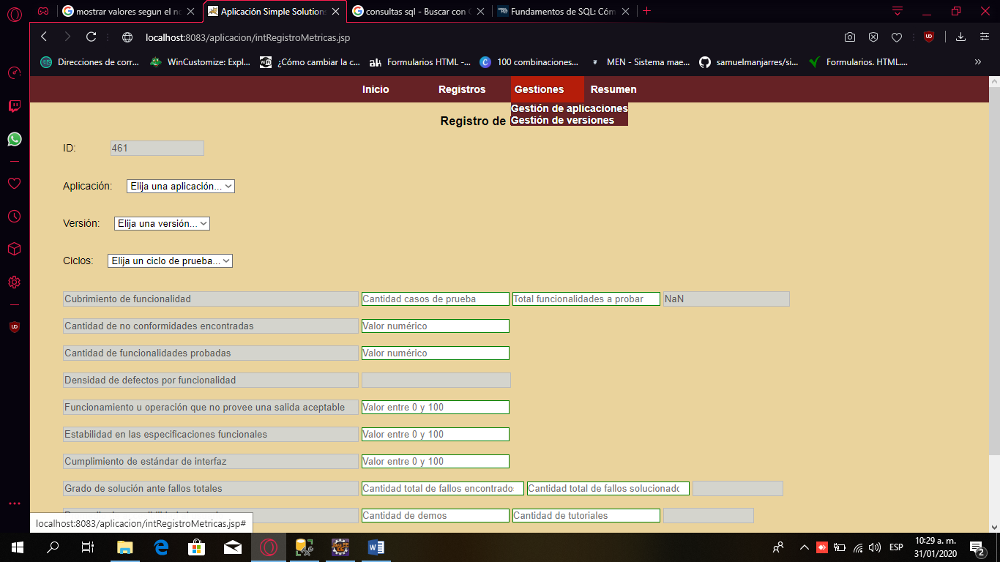 mostrar valores segun el n
Aplicación Simple Solutions
consultas sql - Buscar con
Fundamentos de SQL: Cóm
localhost:8083/aplicacion/intRegistroMetricas.jsp
Direcciones de corr...
WinCustomize: Expl...
¿Cómo cambiar la c...
ah
Formularios HTML -...
C
100 combinaciones...
MEN - Sistema mae...
samuelmanjarres/si...
Formularios. HTML....
»
Inicio
Registros
Gestiones
Resumen
Gestión de aplicaciones
Gestión de versiones
Registro de
ID:
461
Aplicación:
Elija una aplicación...
Versión:
Elija una versión...
Ciclos:
Elija un ciclo de prueba...
Cubrimiento de funcionalidad
Cantidad casos de prueba
Total funcionalidades a probar
NaN
Cantidad de no conformidades encontradas
Valor numérico
Cantidad de funcionalidades probadas
Valor numérico
Densidad de defectos por funcionalidad
Funcionamiento u operación que no provee una salida aceptable
Valor entre 0 y 100
Estabilidad en las especificaciones funcionales
Valor entre 0 y 100
Cumplimiento de estándar de interfaz
Valor entre 0 y 100
Grado de solución ante fallos totales
Cantidad total de fallos encontrados
Cantidad total de fallos solucionado
Cantidad de demos
Cantidad de tutoriales
localhost:8083/aplicacion/intRegistroMetricas.jsp#
ESP
10:29 a. m.
31/01/2020
2